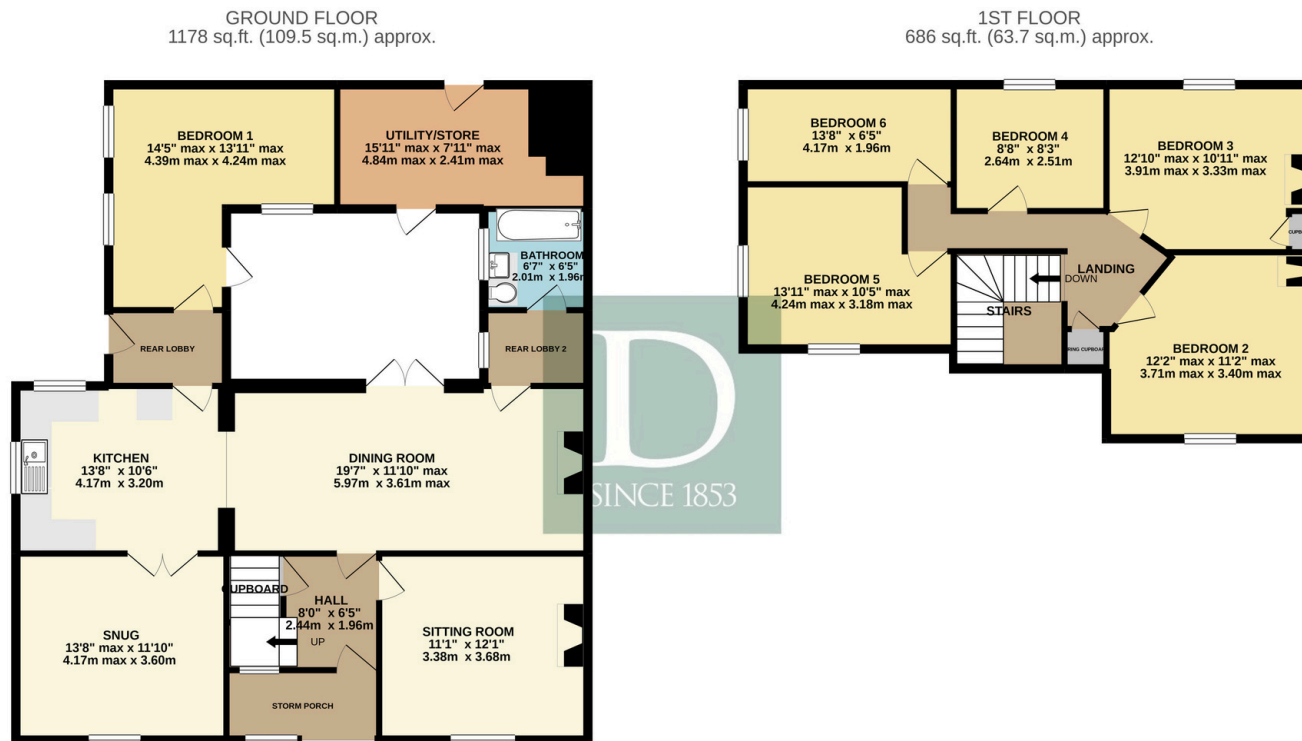 GROUND FLOOR
1178 sq.ft. (109.5 sq.m.) approx.
BEDROOM 1
14'5" max x 13'11" max
4.39m max x 4.24m max
UTILITY/STORE
15'11" max x 7'11" max
4.84m max x 2.41m max
BATHROOM
6'7" x 6'5"
2.01m x 1.96m
REAR LOBBY
REAR LOBBY 2
KITCHEN
13'8" x 10'6"
4.17m x 3.20m
DINING ROOM
19'7" x 11'10" max
5.97m x 3.61m max
CUPBOARD
HALL
8'0" x 6'5"
2.44m x 1.96m
UP
SNUG
13'8" max x 11'10"
4.17m max x 3.60m
SITTING ROOM
11'1" x 12'1"
3.38m x 3.68m
STORM PORCH
D
SINCE 1853
1ST FLOOR
686 sq.ft. (63.7 sq.m.) approx.
BEDROOM 6
13'8" x 6'5"
4.17m x 1.96m
BEDROOM 4
8'8" x 8'3"
2.64m x 2.51m
BEDROOM 3
12'10" max x 10'11" max
3.91m max x 3.33m max
CUPB
BEDROOM 5
13'11" max x 10'5" max
4.24m max x 3.18m max
LANDING
DOWN
STAIRS
RING CUPBOAR
BEDROOM 2
12'2" max x 11'2" max
3.71m max x 3.40m max